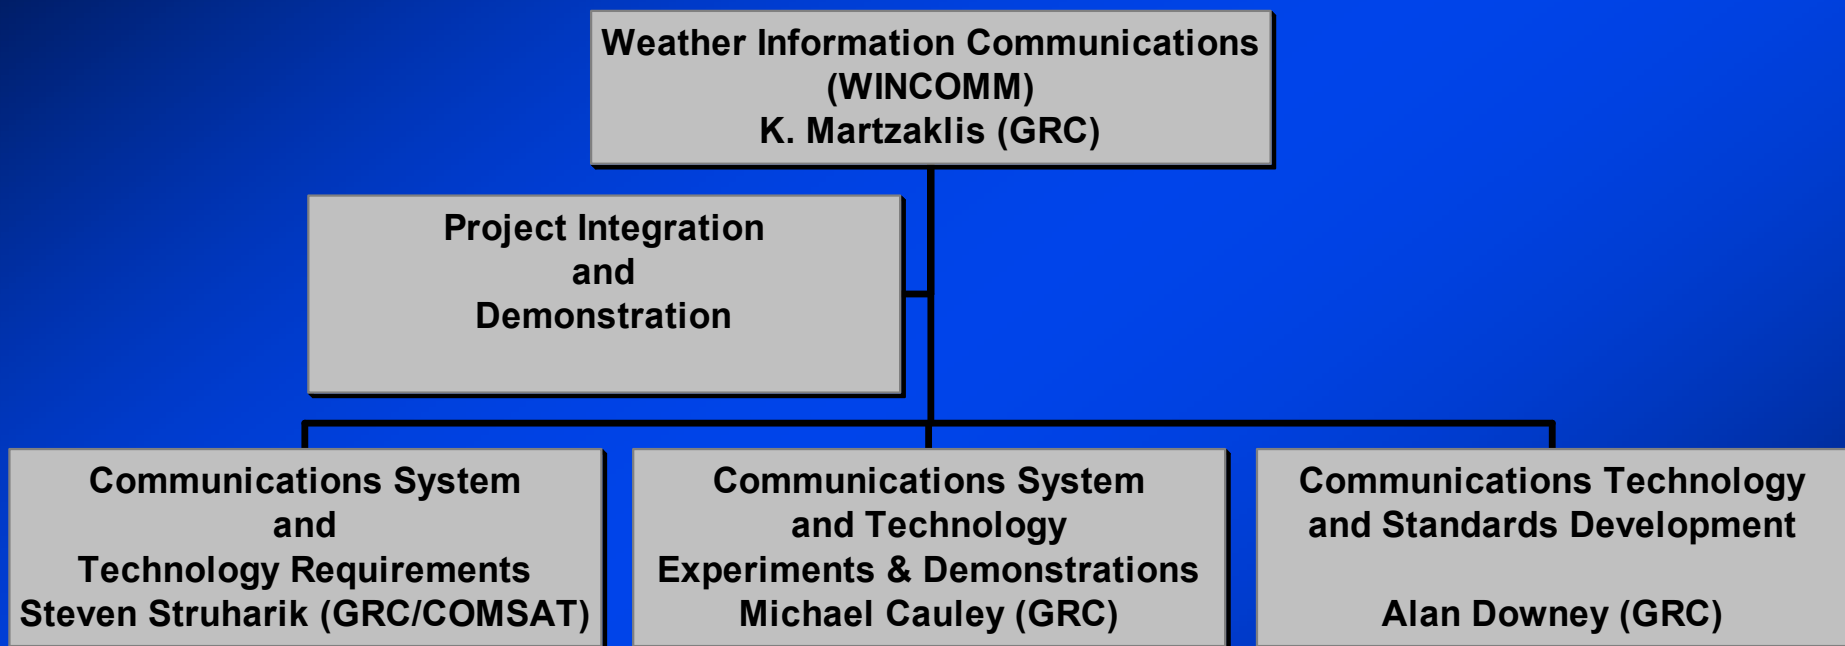 Weather Information Communications
(WINCOMM)
K. Martzaklis (GRC)
Project Integration
and
Demonstration
Communications System
and
Technology Requirements
Steven Struharik (GRC/COMSAT)
Communications System
and Technology
Experiments & Demonstrations
Michael Cauley (GRC)
Communications Technology
and Standards Development
Alan Downey (GRC)